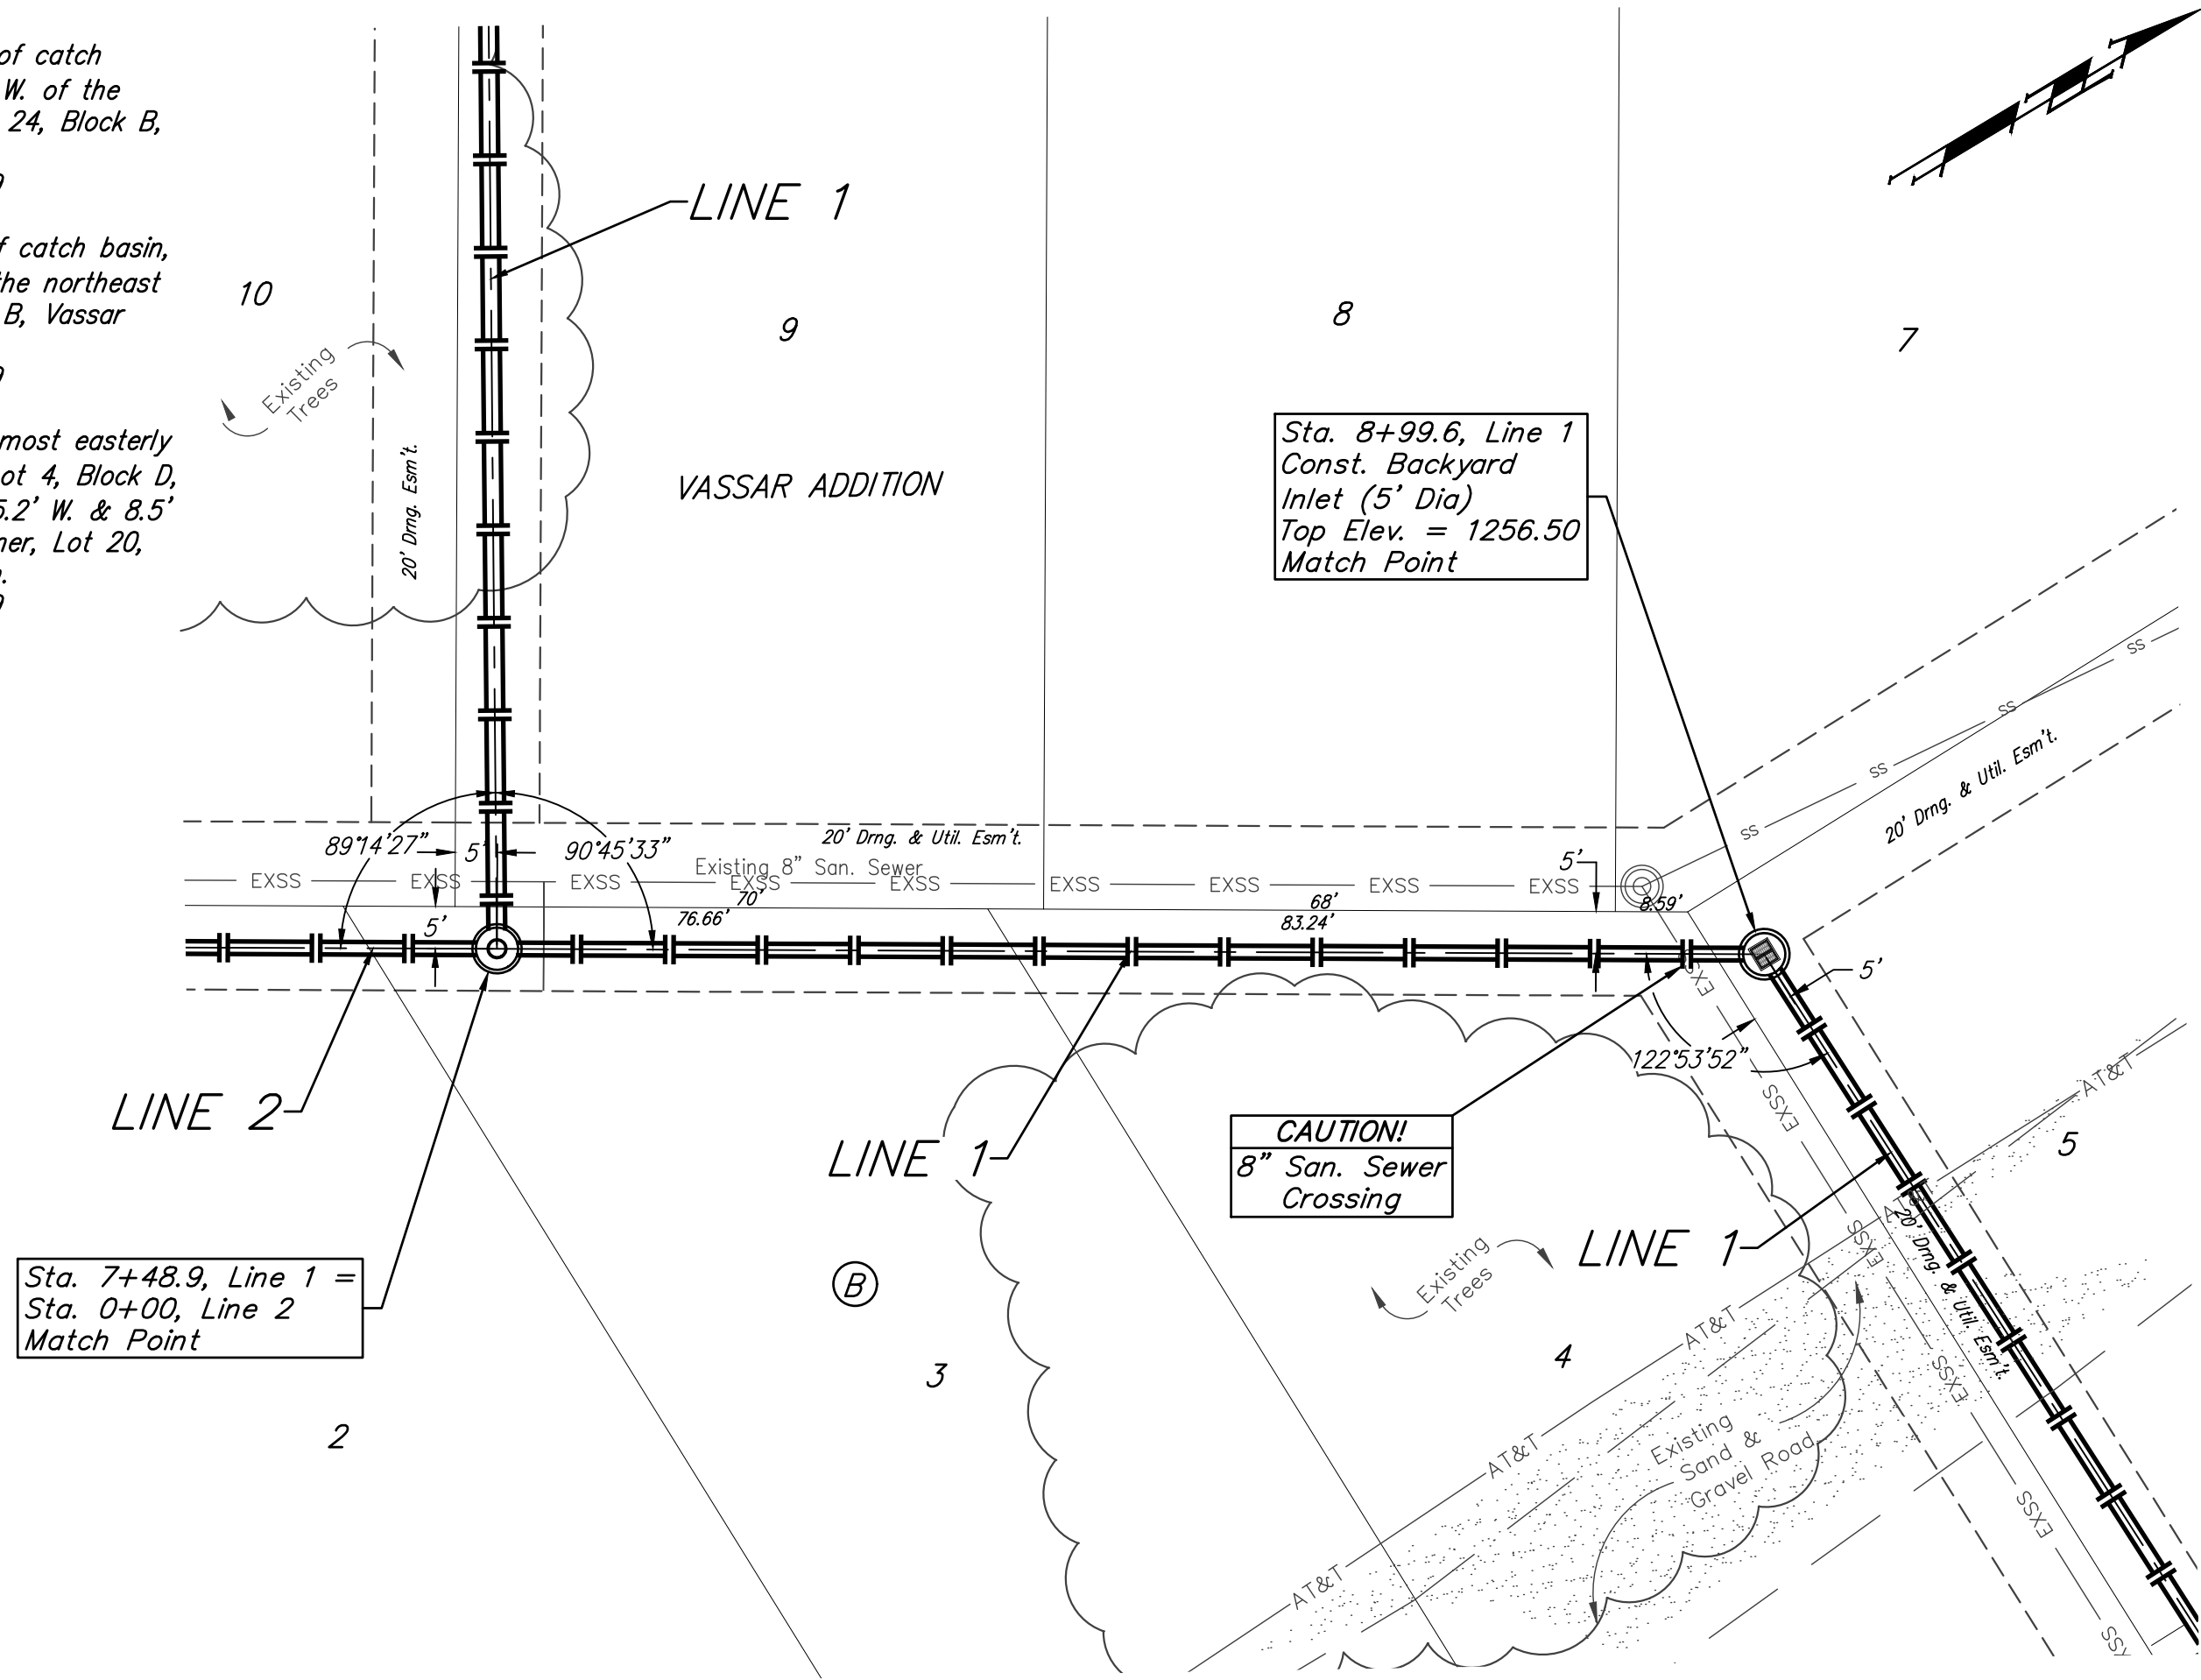 of catch
W. of the
24, Block B,
f catch basin,
the northeast
B, Vassar
most easterly
ot 4, Block D,
5.2' W. & 8.5'
ner, Lot 20,
LINE 1
10
9
8
7
Existing
Trees
20' Drng. Esm't.
VASSAR ADDITION
Sta. 8+99.6, Line 1
Const. Backyard
Inlet (5' Dia)
Top Elev. = 1256.50
Match Point
SS
SS
SS
SS
20' Drng. & Util. Esm't.
89°14'27"
5'
90°45'33"
20' Drng. & Util. Esm't.
Existing 8" San. Sewer
EXSS
EXSS
EXSS
EXSS
EXSS
EXSS
EXSS
EXSS
EXSS
5'
70'
68'
8.59'
5'
76.66'
83.24'
EXSS
5'
122°53'52"
LINE 2
LINE 1
CAUTION!
8" San. Sewer
Crossing
EXSS
AT&T
5
LINE 1
EXSS
20' Drng. & Util. Esm't.
Sta. 7+48.9, Line 1 =
Sta. 0+00, Line 2
Match Point
B
Existing
Trees
AT&T
3
4
EXSS
2
AT&T
Existing
Sand &
Gravel Road
EXSS
AT&T